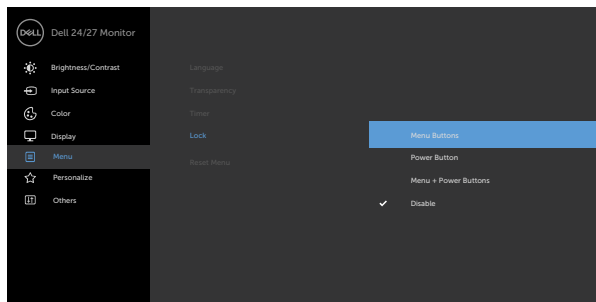 DELL
Dell 24/27 Monitor
Brightness/Contrast
Input Source
Color
Display
Menu
Personalize
Others
Language
Transparency
Timer
Lock
Reset Menu
Menu Buttons
Power Button
Menu + Power Buttons
Disable